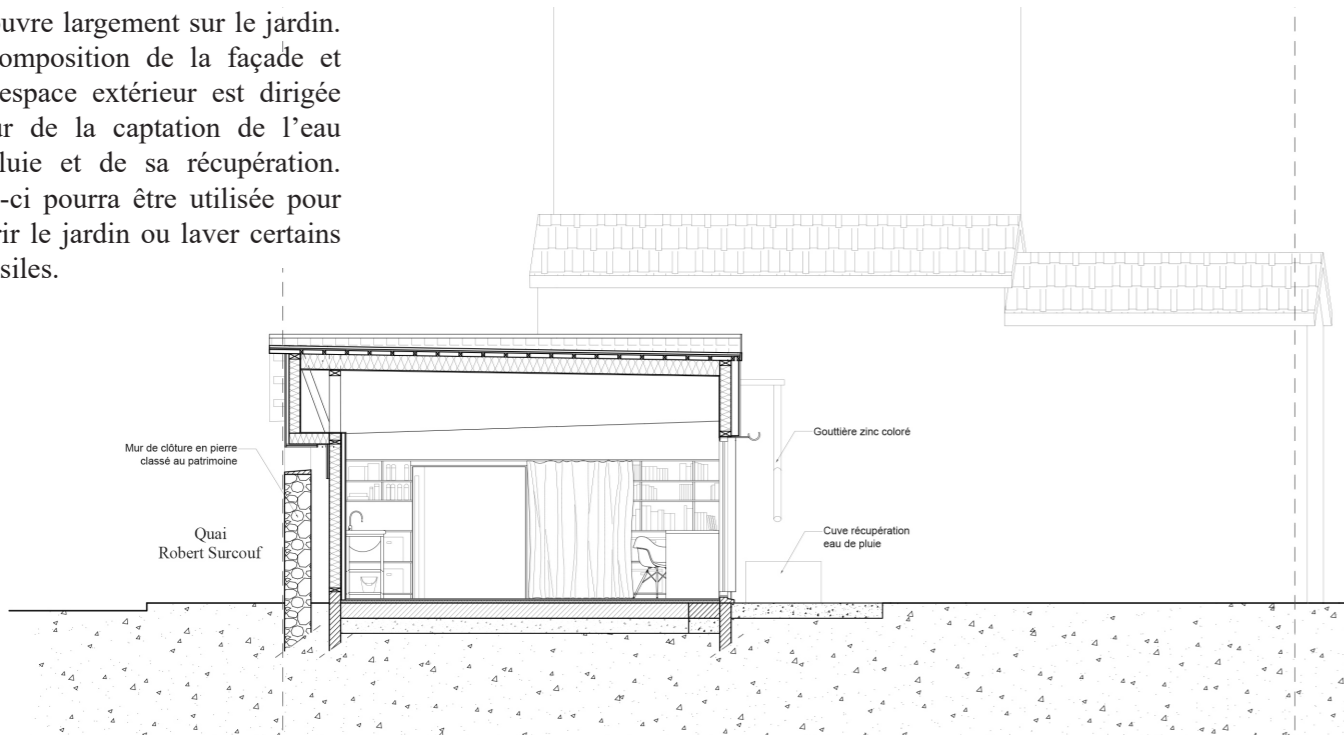 ouvre largement sur le jardin.
omposition de la façade et
espace extérieur est dirigée
ur de la captation de l’eau
luie et de sa récupération.
-ci pourra être utilisée pour
rir le jardin ou laver certains
siles.
Mur de clôture en pierre
classé au patrimoine
Quai
Robert Surcouf
Gouttière zinc coloré
Cuve récupération
eau de pluie